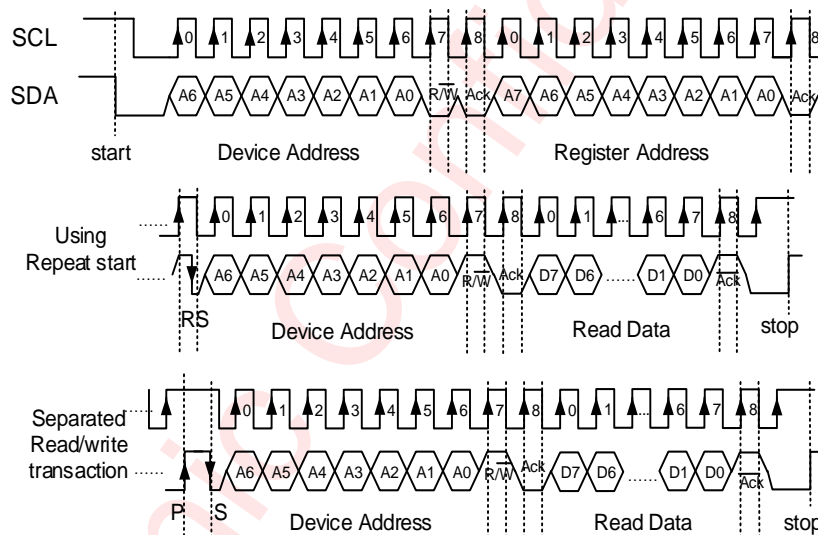 SCL 0 1 2 3 4 5 6 7 8 0 1 2 3 4 5 6 7 8
SDA A6 A5 A4 A3 A2 A1 A0 R/W Ack A7 A6 A5 A4 A3 A2 A1 A0 Ack
start Device Address Register Address
Using Repeat start
...... 0 1 2 3 4 5 6 7 8 0 1 ... 6 7 8
...... A6 A5 A4 A3 A2 A1 A0 R/W Ack D7 D6 ...... D1 D0 Ack
RS Device Address Read Data stop
Separated Read/write transaction
...... 0 1 2 3 4 5 6 7 8 0 1 ... 6 7 8
...... A6 A5 A4 A3 A2 A1 A0 R/W Ack D7 D6 ...... D1 D0 Ack
P S Device Address Read Data stop